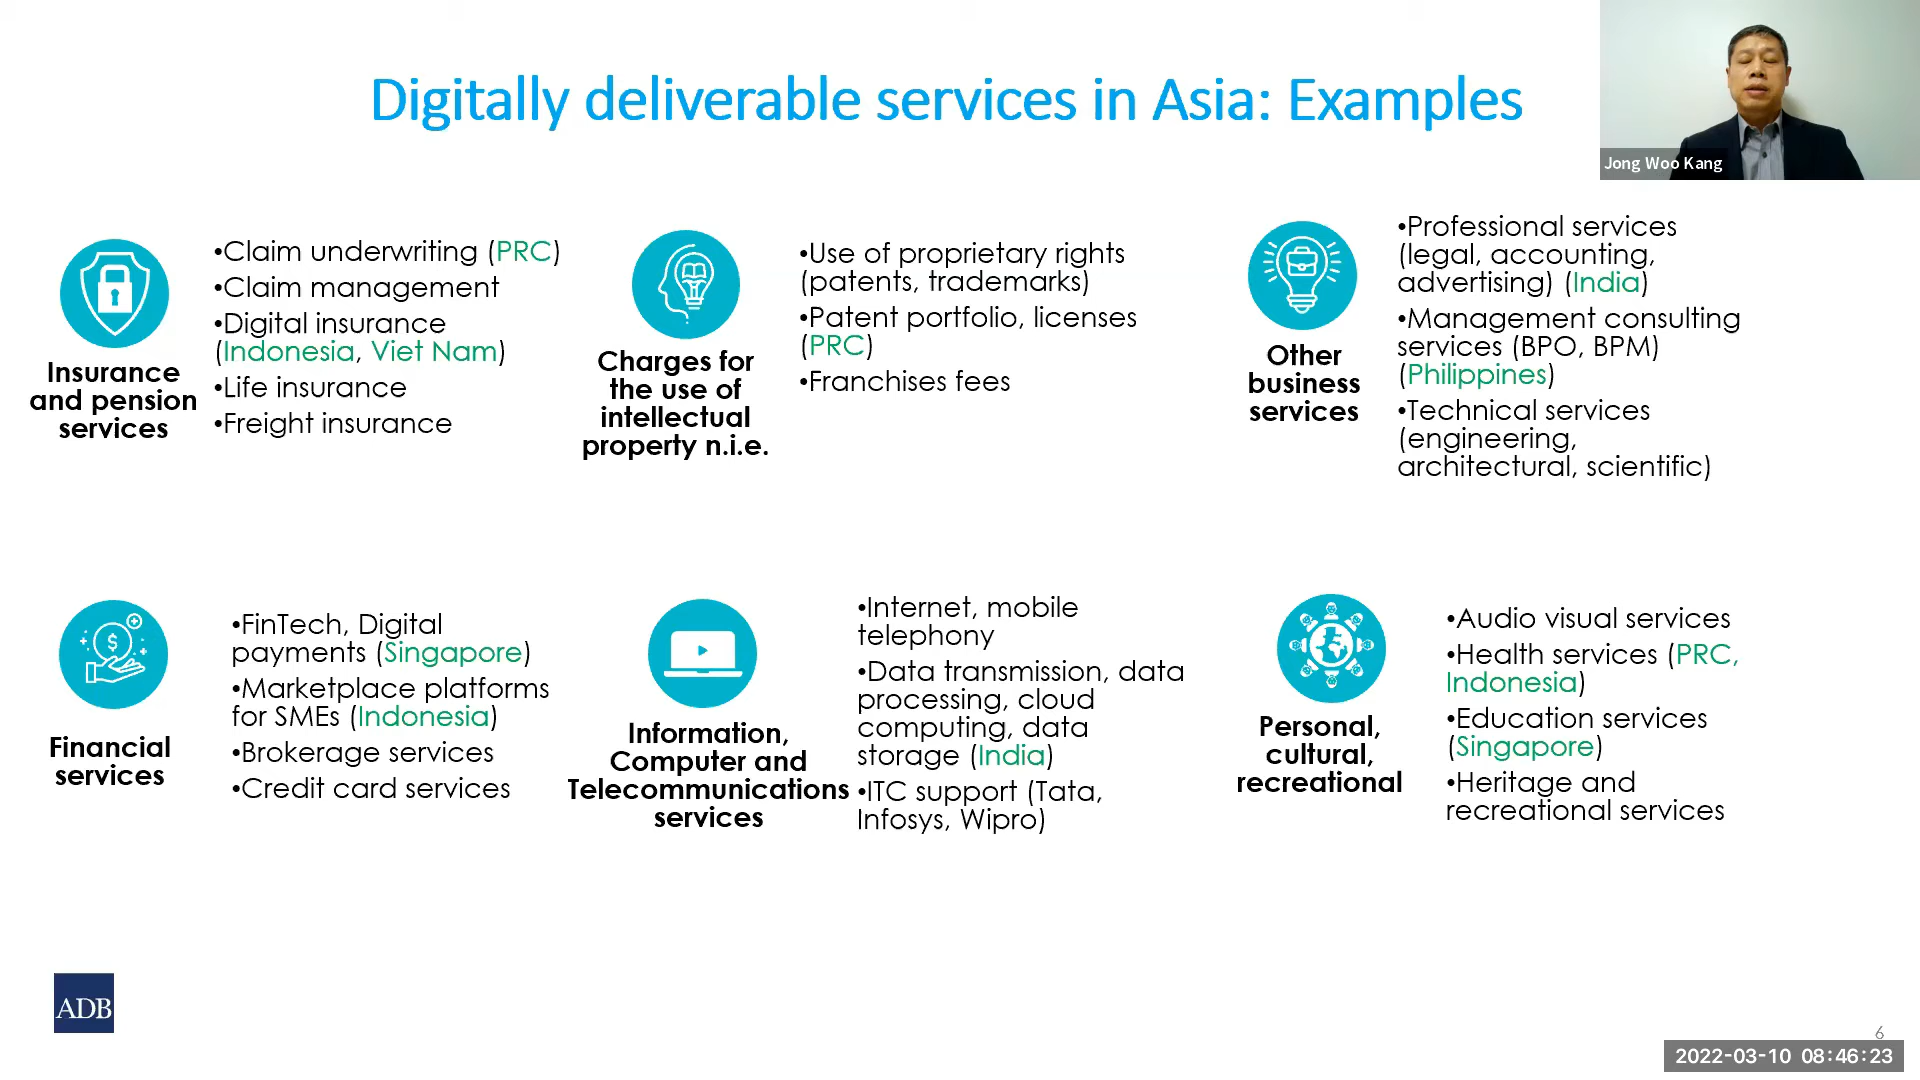 Digitally deliverable services in Asia: Examples
Jong Woo Kang
Insurance
and pension
services
•Claim underwriting (PRC)
•Claim management
•Digital insurance
(Indonesia, Viet Nam)
•Life insurance
•Freight insurance
Charges for
the use of
intellectual
property n.i.e.
•Use of proprietary rights
(patents, trademarks)
•Patent portfolio, licenses
(PRC)
•Franchises fees
Other
business
services
•Professional services
(legal, accounting,
advertising) (India)
•Management consulting
services (BPO, BPM)
(Philippines)
•Technical services
(engineering,
architectural, scientific)
Financial
services
•FinTech, Digital
payments (Singapore)
•Marketplace platforms
for SMEs (Indonesia)
•Brokerage services
•Credit card services
Information,
Computer and
Telecommunications
services
•Internet, mobile
telephony
•Data transmission, data
processing, cloud
computing, data
storage (India)
•ITC support (Tata,
Infosys, Wipro)
Personal,
cultural,
recreational
•Audio visual services
•Health services (PRC,
Indonesia)
•Education services
(Singapore)
•Heritage and
recreational services
ADB
6
2022-03-10 08:46:23